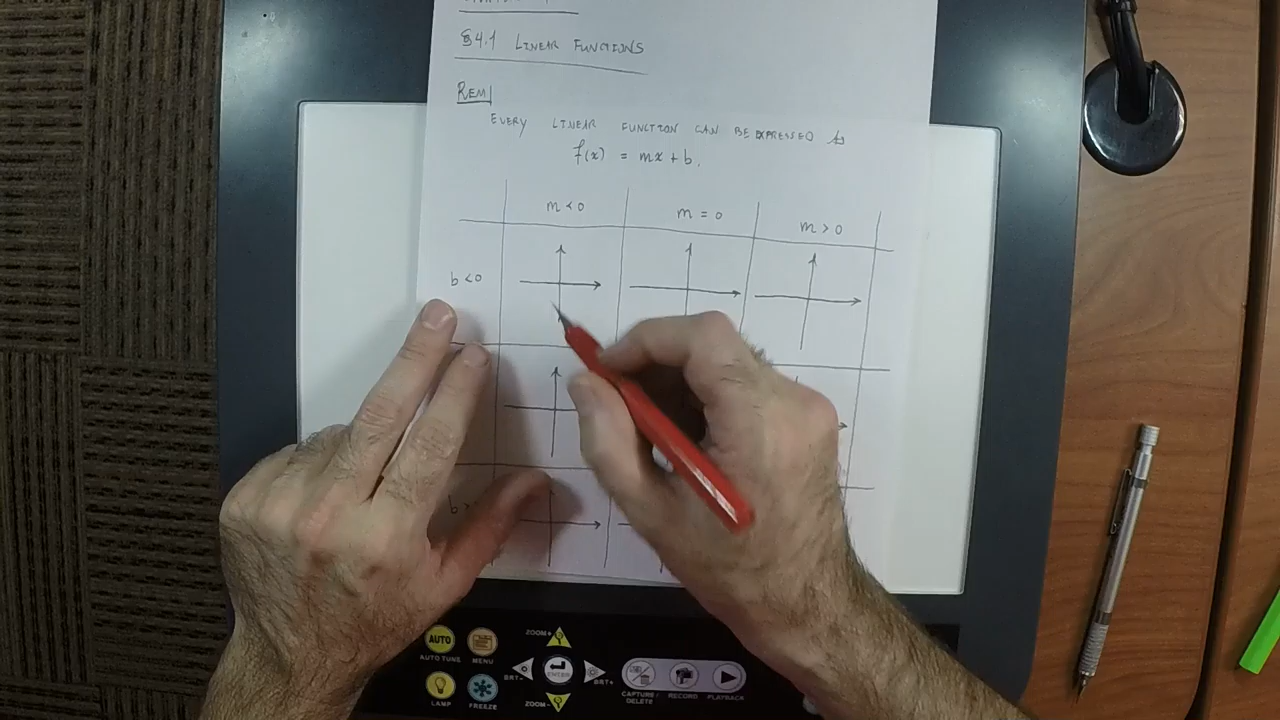 §4.1 LINEAR FUNCTIONS
REM
EVERY LINEAR FUNCTION CAN BE EXPRESSED AS
f(x) = mx + b.
m < 0 m = 0 m > 0
b < 0
b >
AUTO MENU ZOOM+
AUTO TUNE
BRT- ENTER BRT+
LAMP FREEZE ZOOM-
CAPTURE/ RECORD PLAYBACK
DELETE